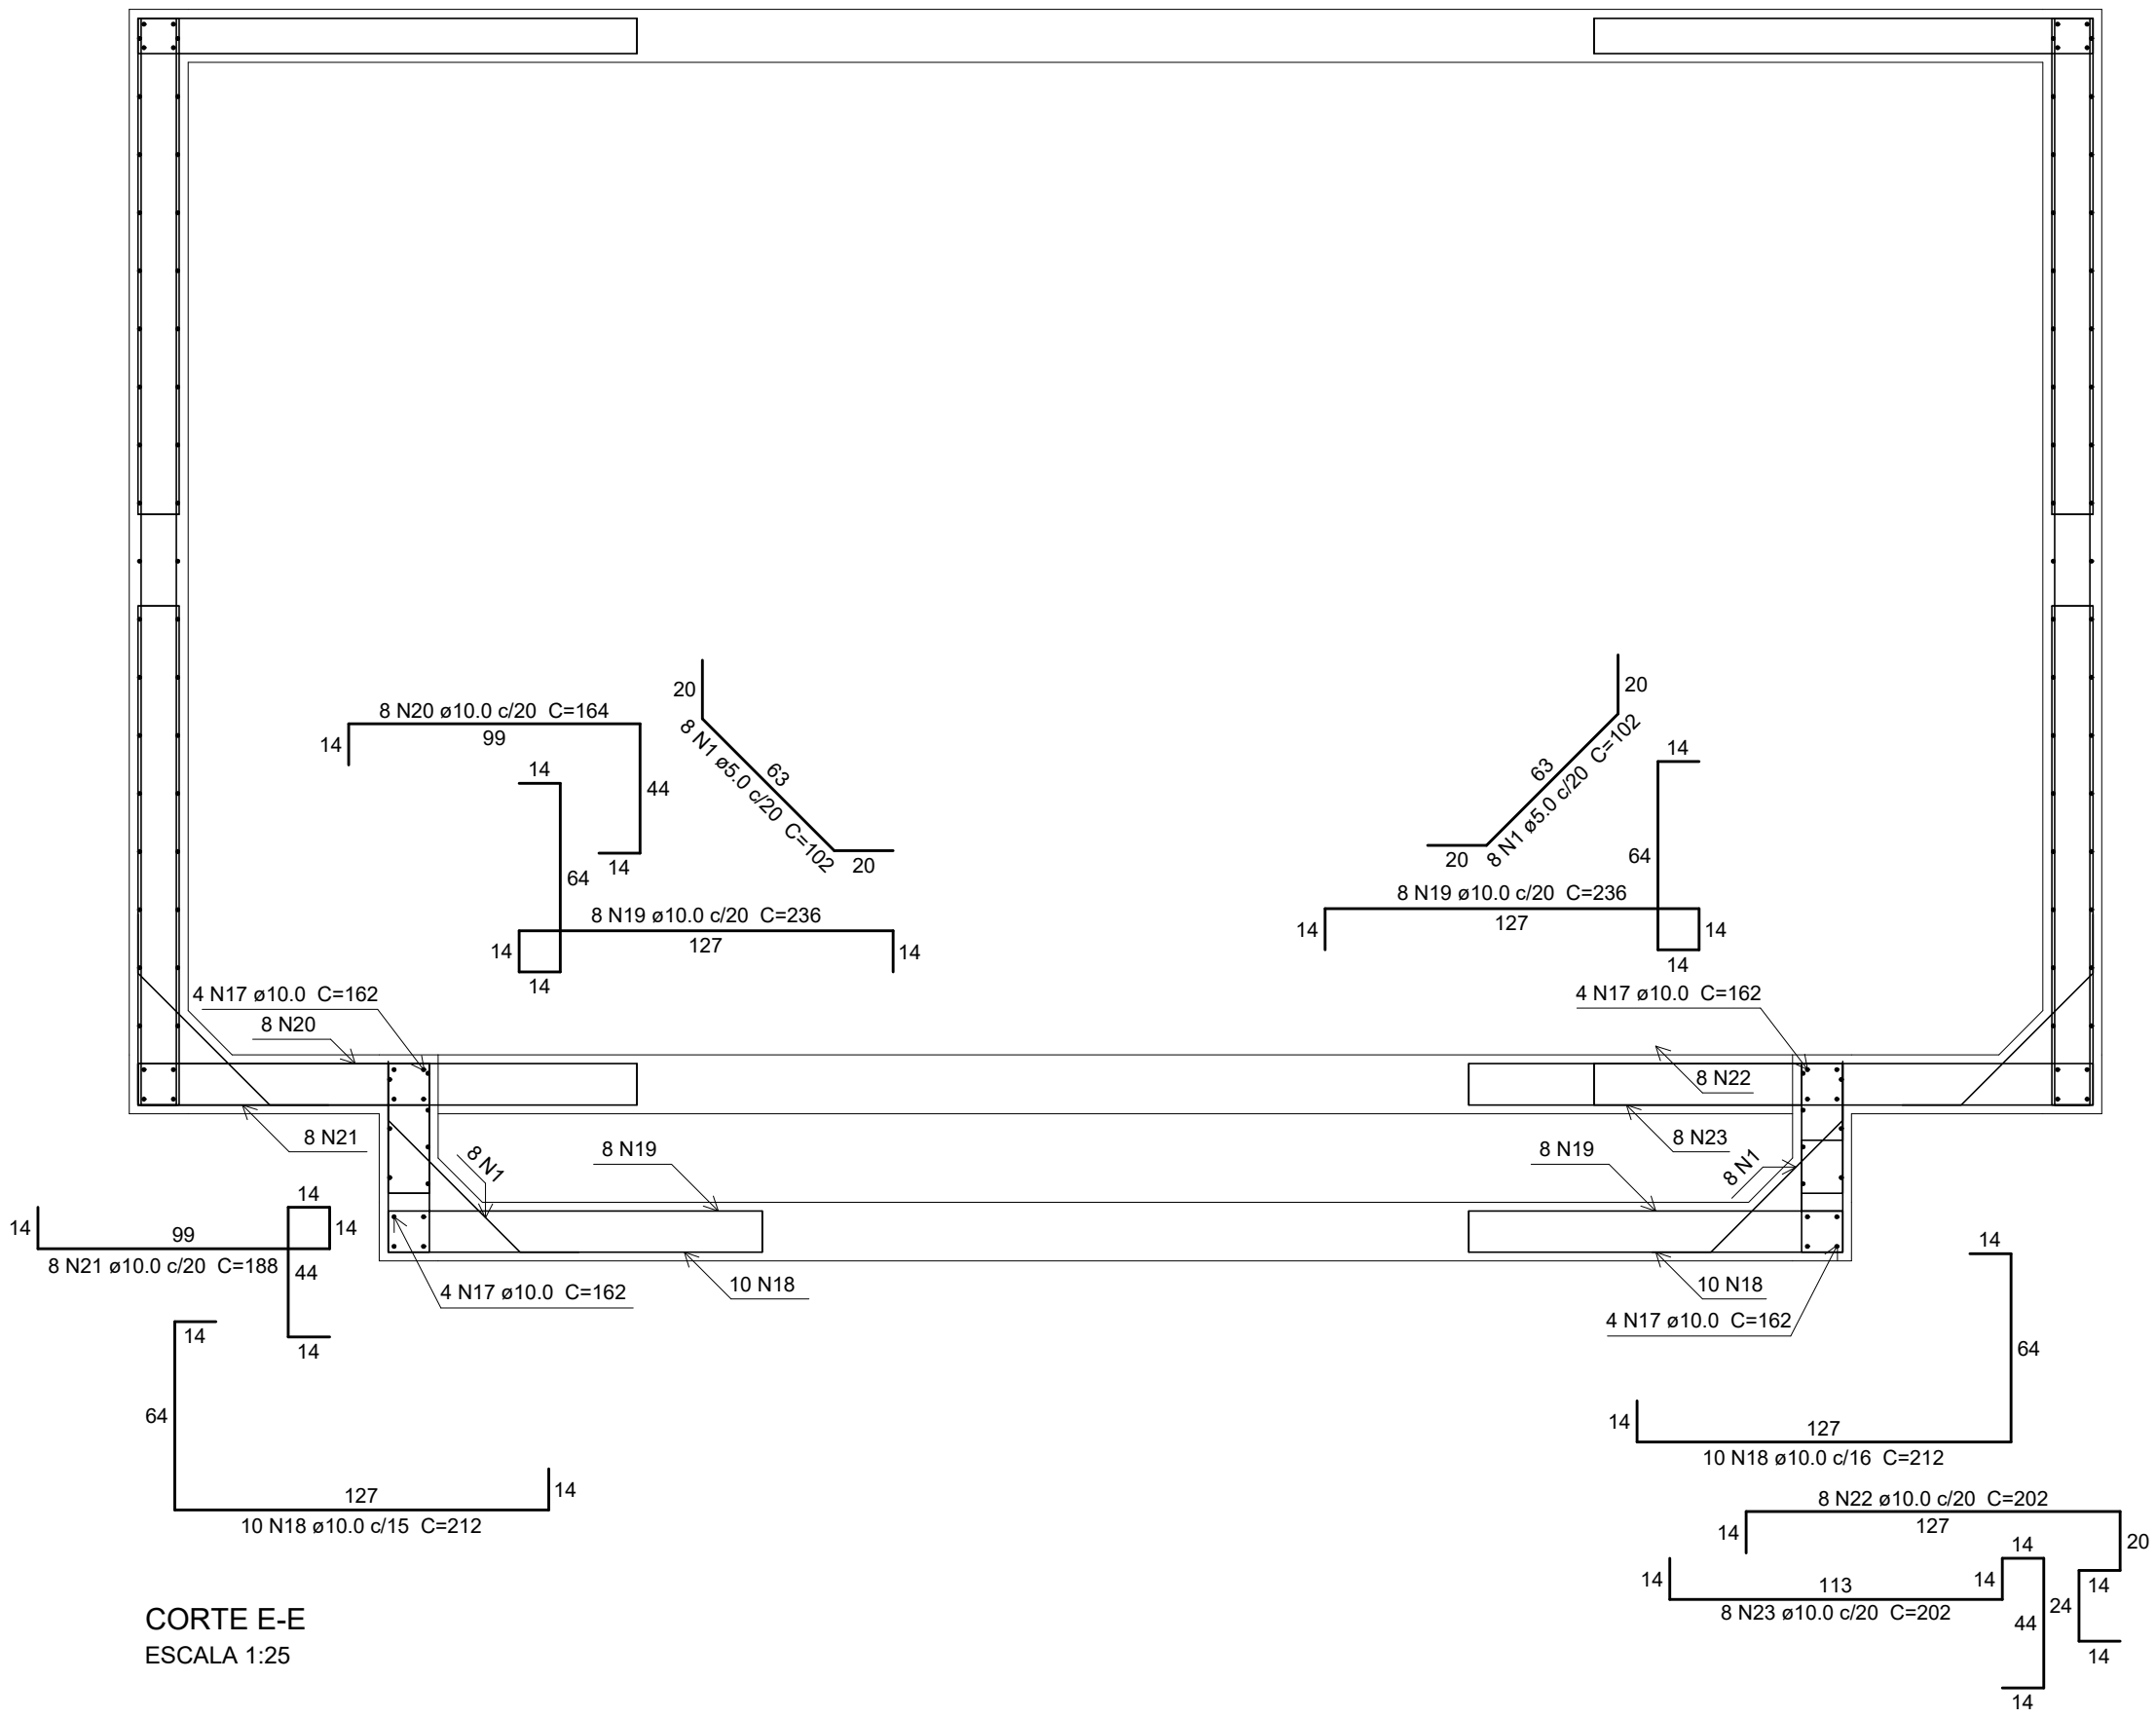 20
8 N20 ø10.0 c/20 C=164
99
14
44
14
63
8 N1 ø5.0 c/20 C=102
20
14
64
8 N19 ø10.0 c/20 C=236
127
14
14
14
20
63
8 N1 ø5.0 c/20 C=102
20
14
64
8 N19 ø10.0 c/20 C=236
127
14
14
14
4 N17 ø10.0 C=162
8 N20
4 N17 ø10.0 C=162
8 N22
8 N21
8 N1
8 N19
8 N19
8 N1
8 N23
14
14
99
14
8 N21 ø10.0 c/20 C=188
44
14
4 N17 ø10.0 C=162
10 N18
10 N18
4 N17 ø10.0 C=162
14
64
127
14
10 N18 ø10.0 c/15 C=212
14
64
14
127
10 N18 ø10.0 c/16 C=212
8 N22 ø10.0 c/20 C=202
127
14
20
14
24
14
14
14
113
14
8 N23 ø10.0 c/20 C=202
44
14
CORTE E-E
ESCALA 1:25